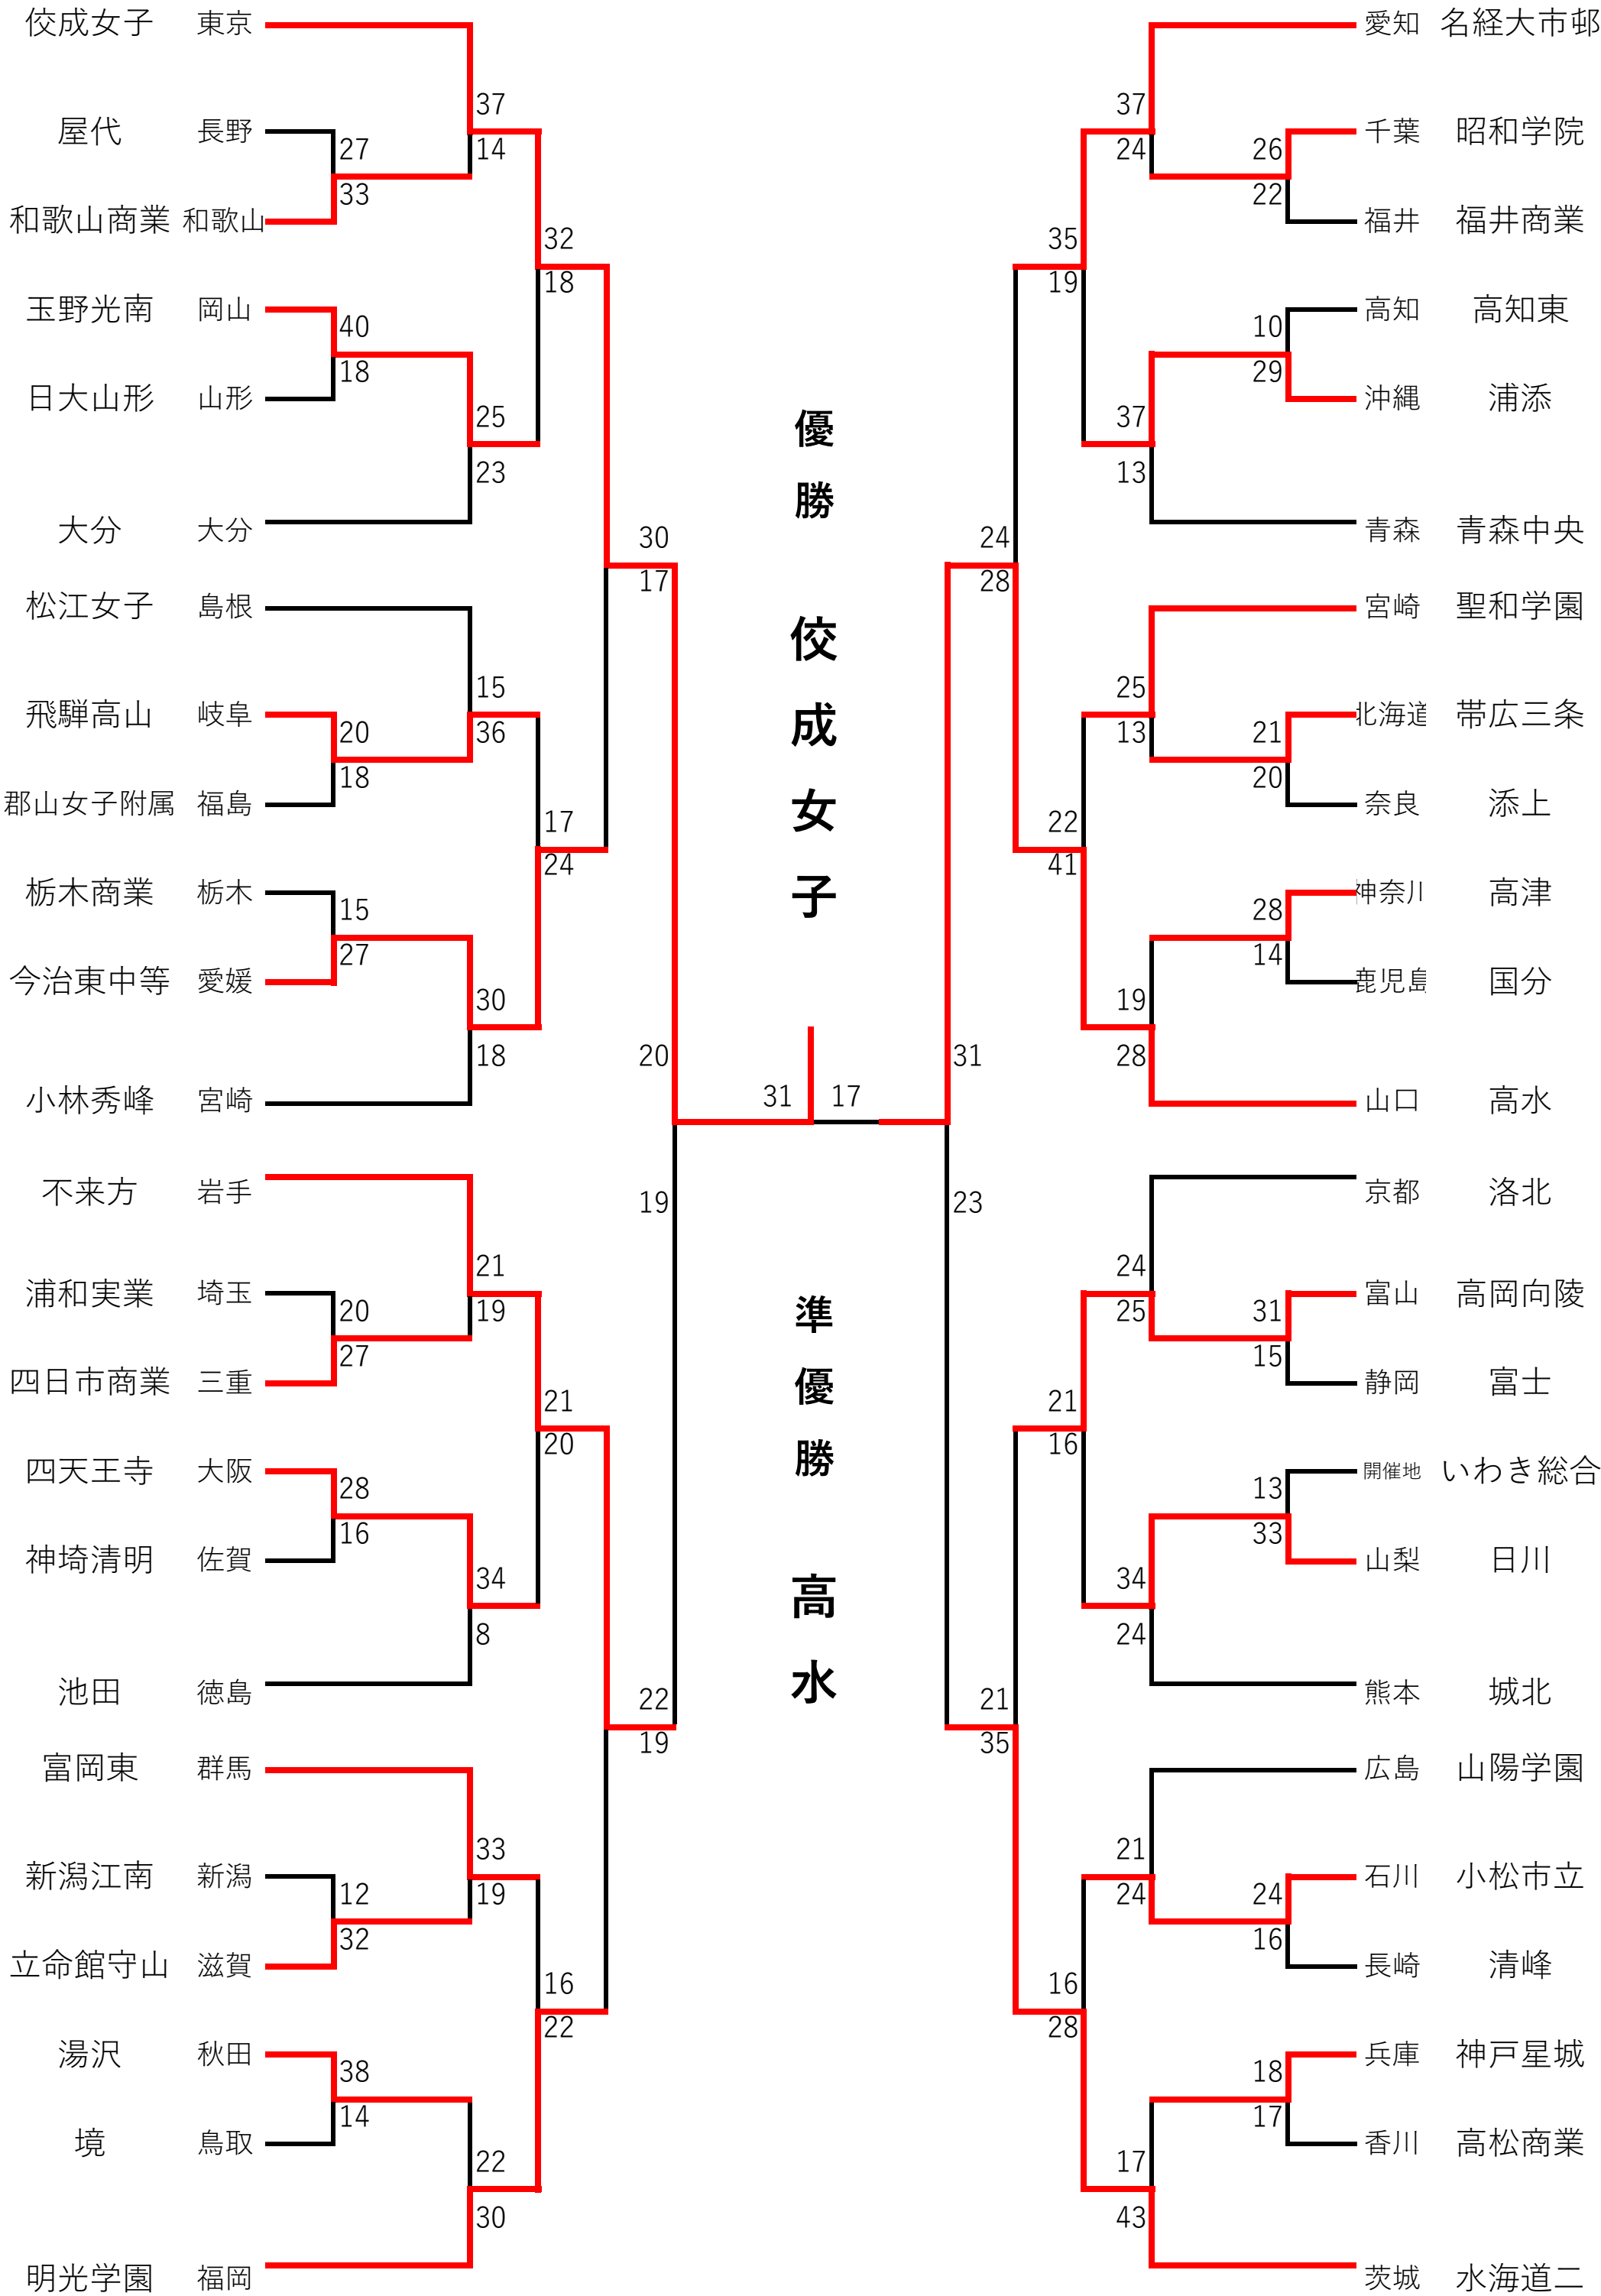 佼成女子 東京
37
屋代 長野
27
14
33
和歌山商業 和歌山
32
玉野光南 岡山
18
40
18
日大山形 山形
25
23
大分 大分
30
17
松江女子 島根
15
飛騨高山 岐阜
20
36
18
郡山女子附属 福島
17
24
栃木商業 栃木
15
27
今治東中等 愛媛
30
18
小林秀峰 宮崎
20
19
不来方 岩手
21
浦和実業 埼玉
20
19
27
四日市商業 三重
21
20
四天王寺 大阪
28
16
神埼清明 佐賀
34
8
池田 徳島
22
19
富岡東 群馬
33
新潟江南 新潟
12
19
32
立命館守山 滋賀
16
22
湯沢 秋田
38
14
境 鳥取
22
30
明光学園 福岡
優勝
佼成女子
31 17
準優勝
高水
愛知 名経大市邨
37
千葉 昭和学院
24
26
22
福井 福井商業
35
19
高知 高知東
10
29
沖縄 浦添
37
13
青森 青森中央
24
28
宮崎 聖和学園
25
北海道 帯広三条
13
21
20
奈良 添上
22
41
神奈川 高津
28
14
鹿児島 国分
19
28
山口 高水
31
23
京都 洛北
24
富山 高岡向陵
25
31
15
静岡 富士
21
16
開催地 いわき総合
13
33
山梨 日川
34
24
熊本 城北
21
35
広島 山陽学園
21
石川 小松市立
24
24
16
長崎 清峰
16
28
兵庫 神戸星城
18
17
香川 高松商業
17
43
茨城 水海道二